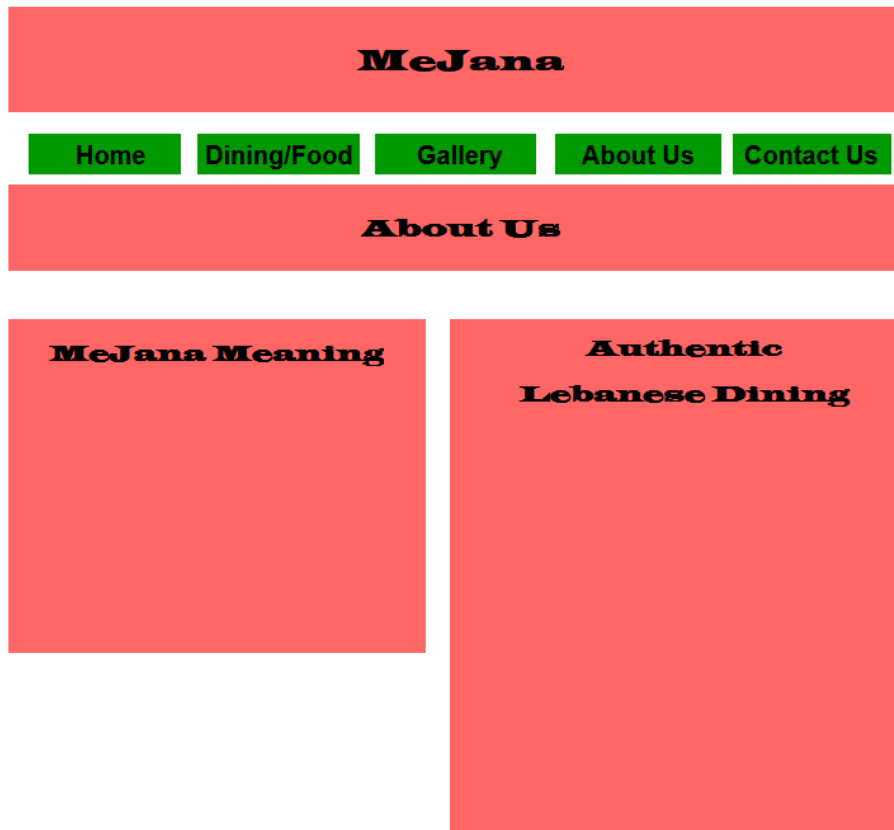 MeJana
Home Dining/Food Gallery About Us Contact Us
About Us
MeJana Meaning
Authentic
Lebanese Dining